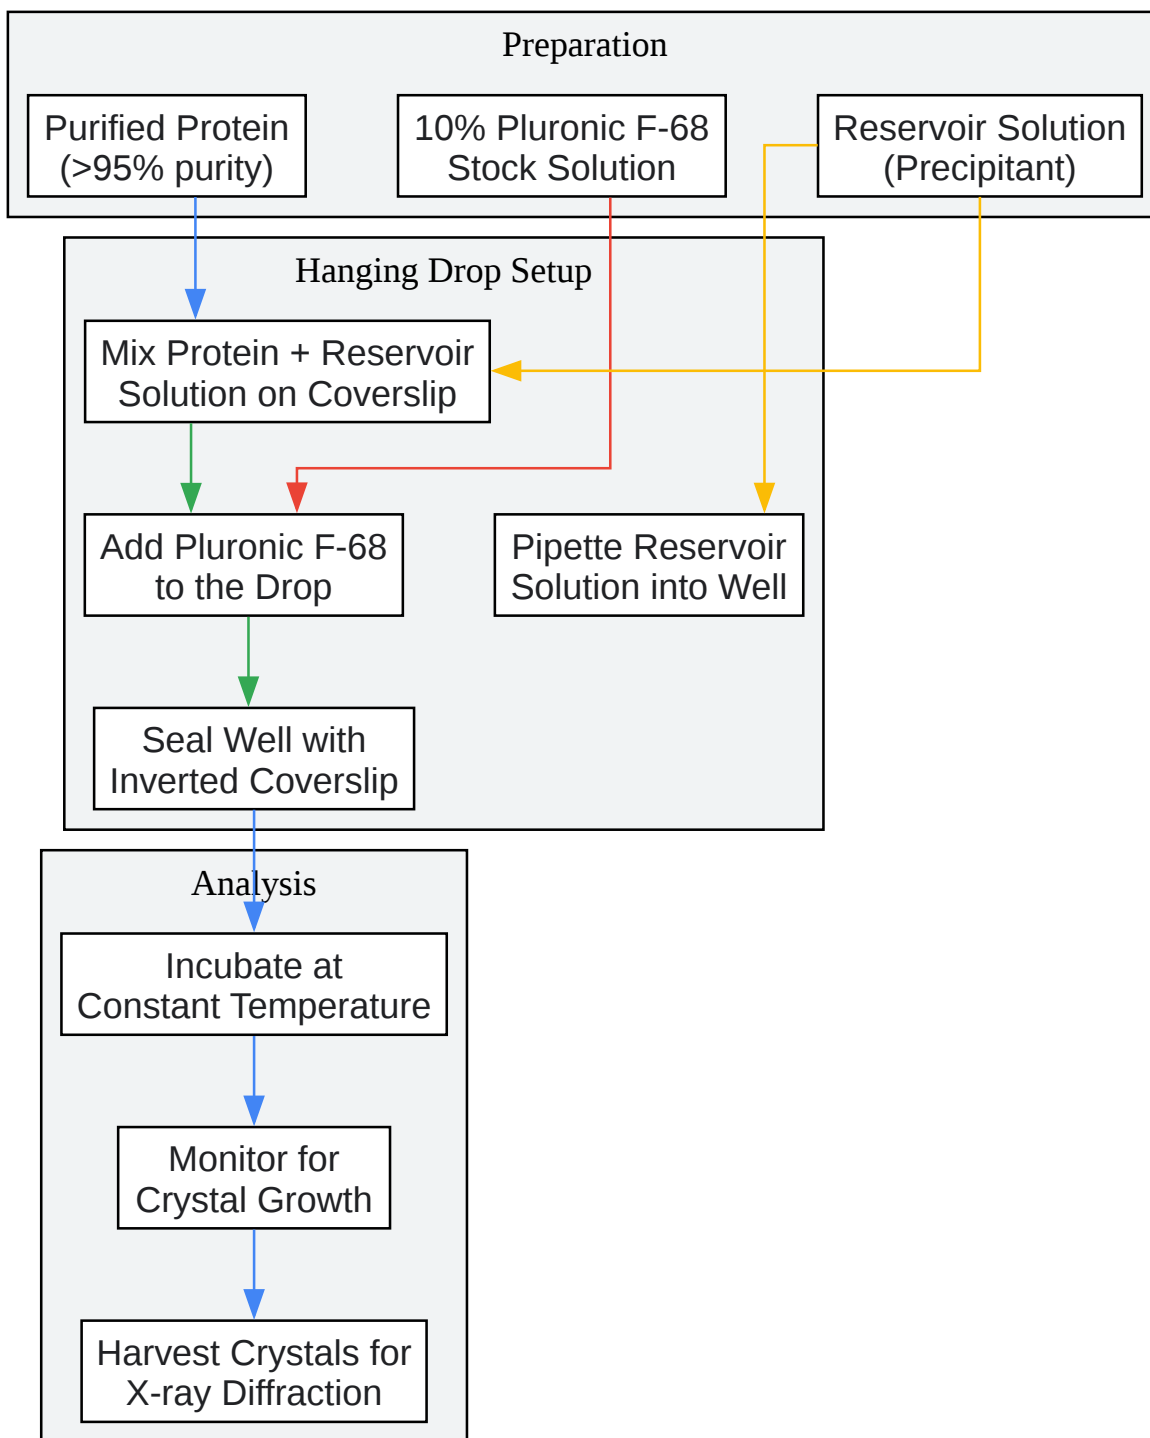 Preparation
Purified Protein
(>95% purity)
10% Pluronic F-68
Stock Solution
Reservoir Solution
(Precipitant)
Hanging Drop Setup
Mix Protein + Reservoir
Solution on Coverslip
Add Pluronic F-68
to the Drop
Pipette Reservoir
Solution into Well
Seal Well with
Inverted Coverslip
Analysis
Incubate at
Constant Temperature
Monitor for
Crystal Growth
Harvest Crystals for
X-ray Diffraction